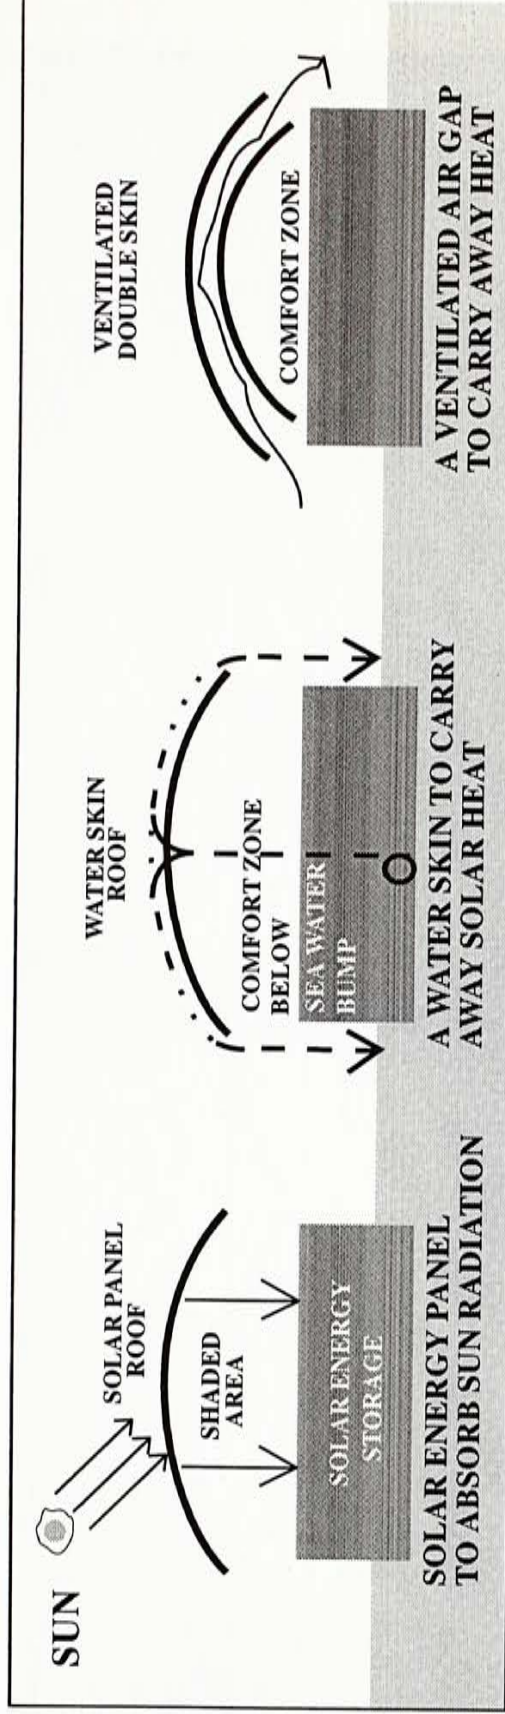 SUN
SOLAR PANEL
ROOF
SHADED
AREA
SOLAR ENERGY
STORAGE
SOLAR ENERGY PANEL
TO ABSORB SUN RADIATION
WATER SKIN
ROOF
COMFORT ZONE
BELOW
SEA WATER
BUMP
A WATER SKIN TO CARRY
AWAY SOLAR HEAT
VENTILATED
DOUBLE SKIN
COMFORT ZONE
A VENTILATED AIR GAP
TO CARRY AWAY HEAT